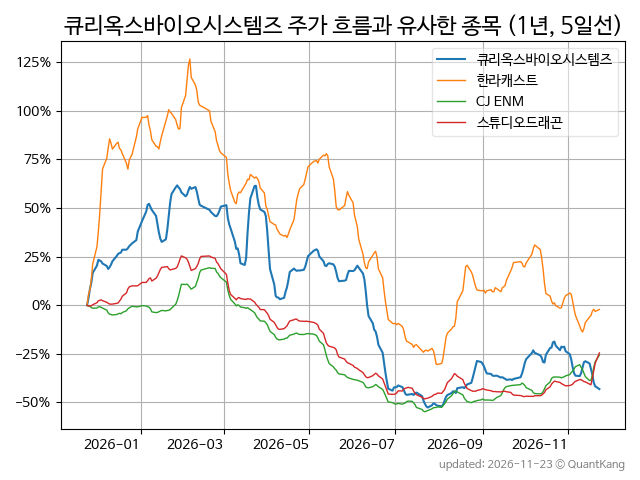 큐리옥스바이오시스템즈 주가 흐름과 유사한 종목 (1년, 5일선)
큐리옥스바이오시스템즈
한라캐스트
CJ ENM
스튜디오드래곤
125%
100%
75%
50%
25%
0%
−25%
−50%
2026-01 2026-03 2026-05 2026-07 2026-09 2026-11
updated: 2026-11-23 © QuantKang